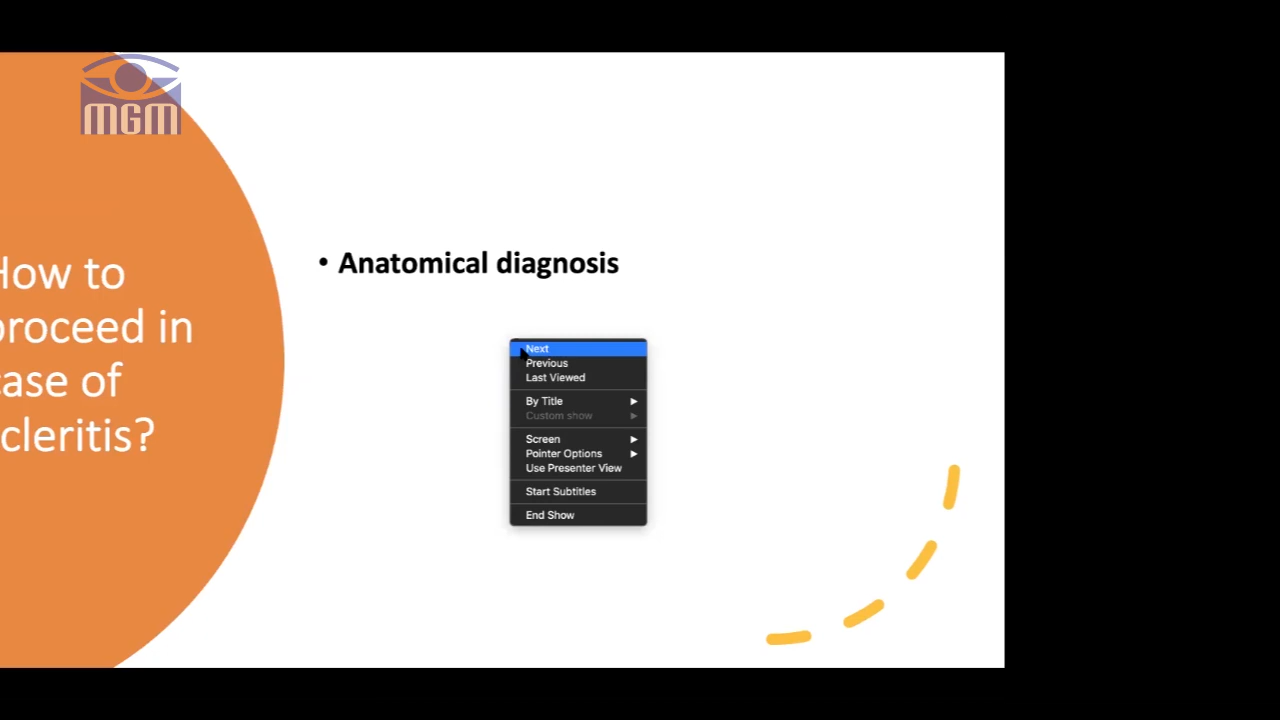 MGM
How to
proceed in
case of
cleritis?
• Anatomical diagnosis
Next
Previous
Last Viewed
By Title
Custom show
Screen
Pointer Options
Use Presenter View
Start Subtitles
End Show